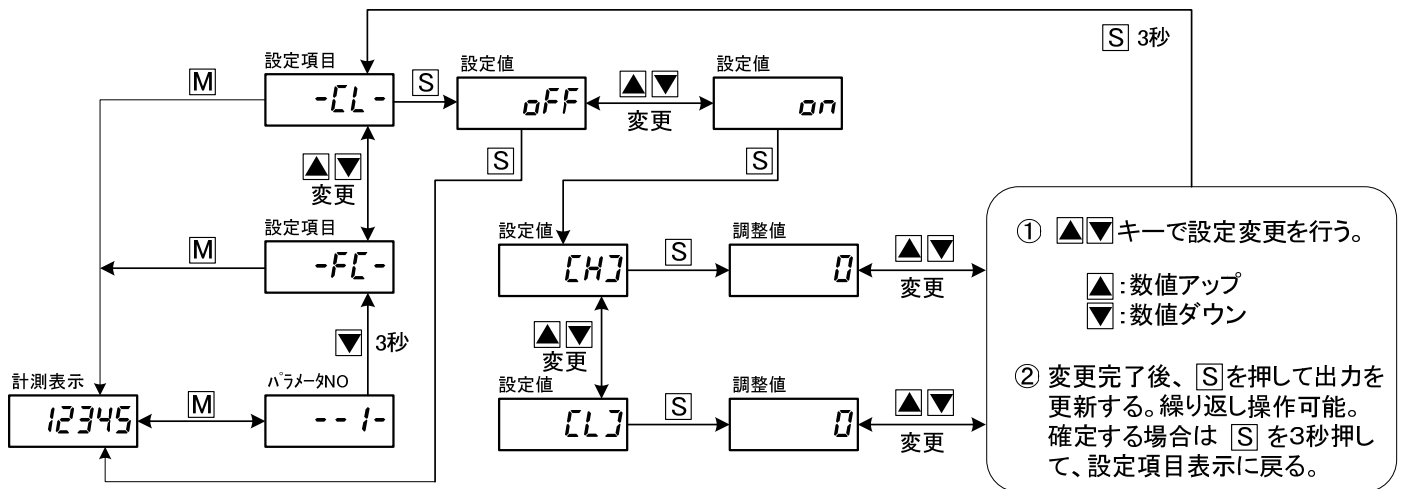 S 3秒
設定項目
-CL-
M
S
設定値
oFF
▲▼
変更
設定値
on
S
S
▲▼
変更
設定項目
-FC-
M
▼ 3秒
計測表示
12345
M
パラメータNO
--1-
設定値
[H]
S
調整値
0
▲▼
変更
▲▼
変更
設定値
[L]
S
調整値
0
▲▼
変更
① ▲▼キーで設定変更を行う。
▲:数値アップ
▼:数値ダウン
② 変更完了後、Sを押して出力を
更新する。繰り返し操作可能。
確定する場合は S を3秒押し
て、設定項目表示に戻る。